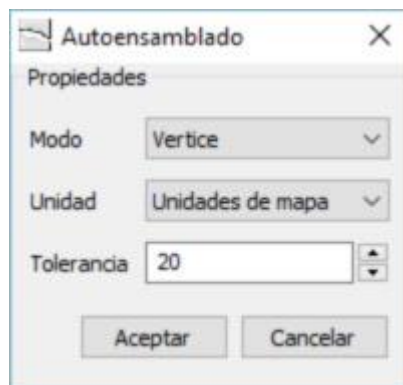 Autoensamblado
Propiedades
Modo Vertice
Unidad Unidades de mapa
Tolerancia 20
Aceptar Cancelar